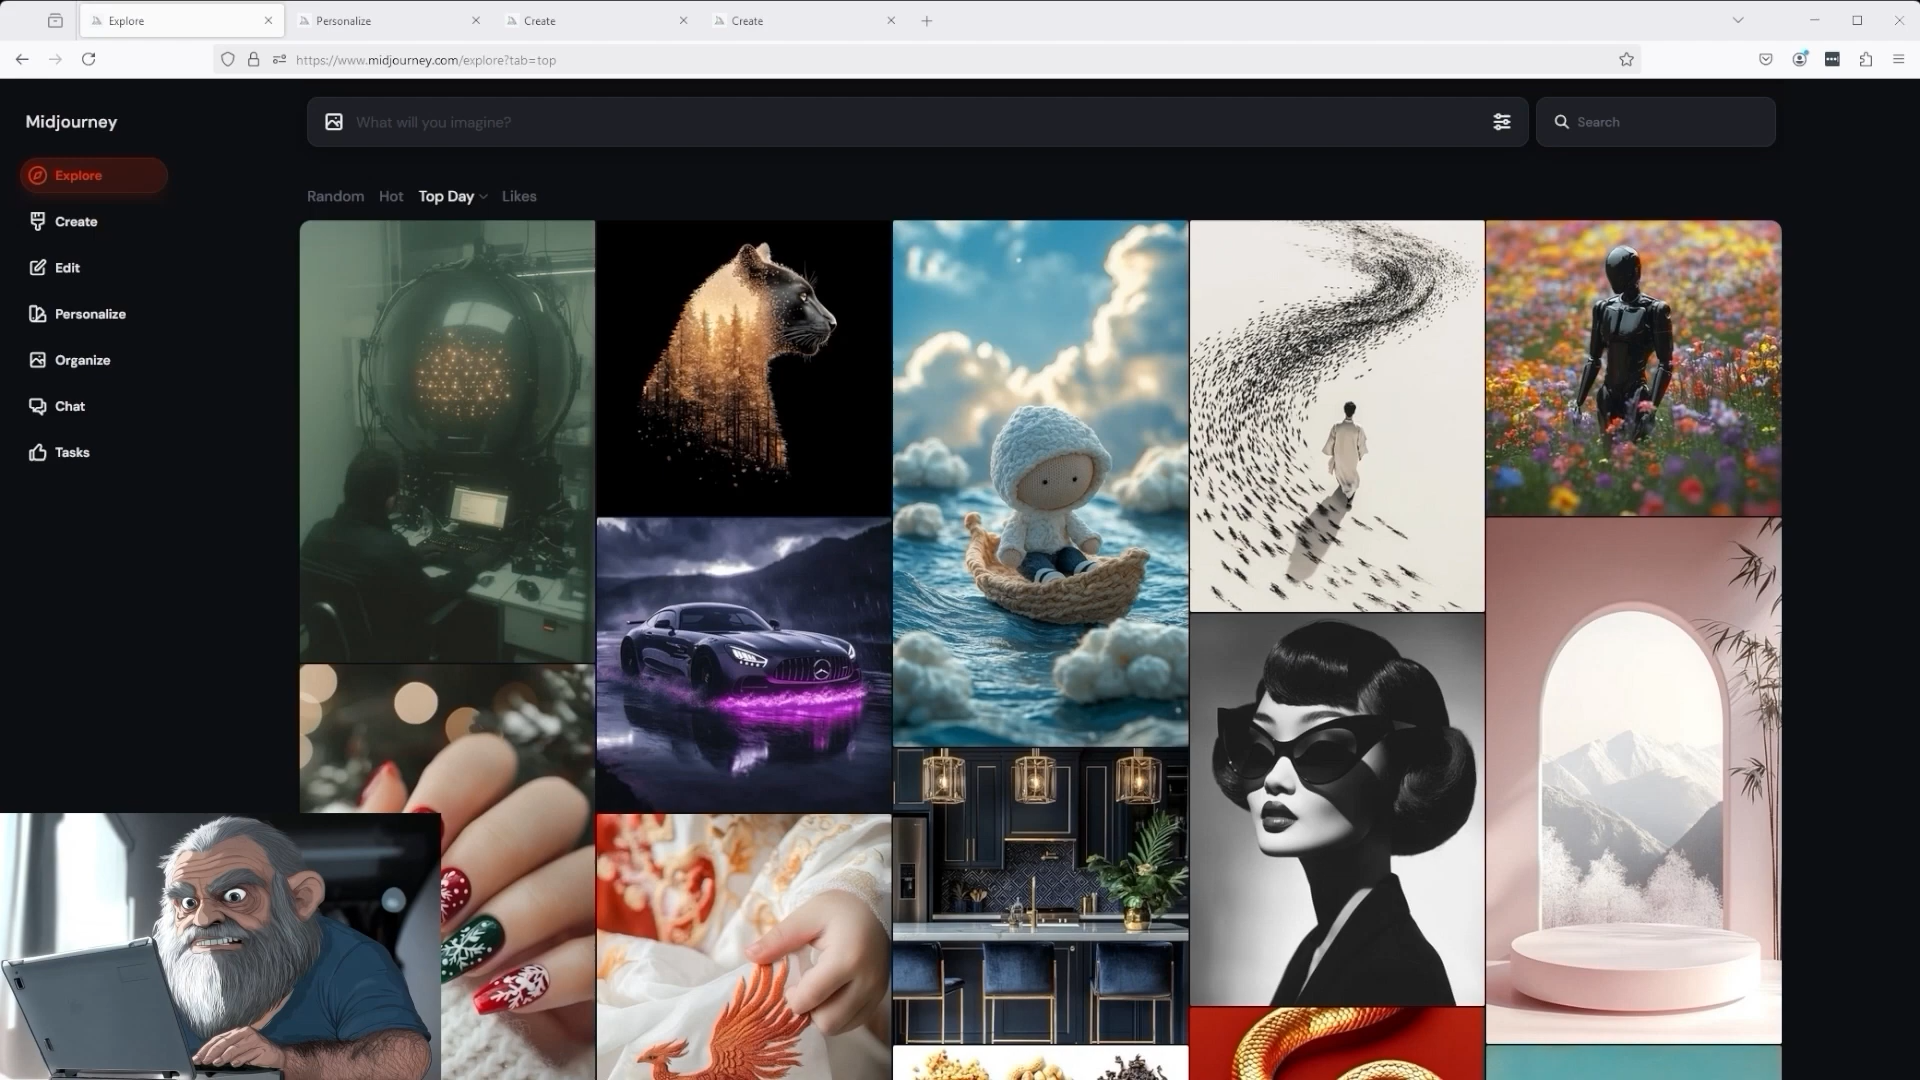 Explore
Personalize
Create
Create
https://www.midjourney.com/explore?tab=top
Midjourney
What will you imagine?
Search
Explore
Create
Edit
Personalize
Organize
Chat
Tasks
Random Hot Top Day Likes